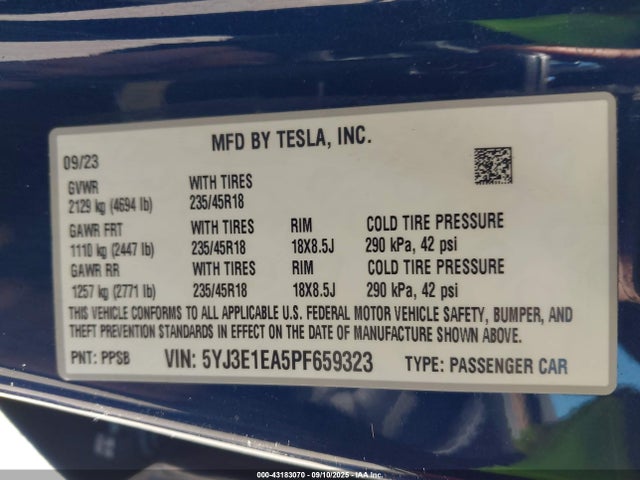 MFD BY TESLA, INC.
09/23
GVWR WITH TIRES
2129 kg (4694 lb) 235/45R18
GAWR FRT WITH TIRES RIM COLD TIRE PRESSURE
1110 kg (2447 lb) 235/45R18 18X8.5J 290 kPa, 42 psi
GAWR RR WITH TIRES RIM COLD TIRE PRESSURE
1257 kg (2771 lb) 235/45R18 18X8.5J 290 kPa, 42 psi
THIS VEHICLE CONFORMS TO ALL APPLICABLE U.S. FEDERAL MOTOR VEHICLE SAFETY, BUMPER, AND
THEFT PREVENTION STANDARDS IN EFFECT ON THE DATE OF MANUFACTURE SHOWN ABOVE.
PNT: PPSB VIN: 5YJ3E1EA5PF659323 TYPE: PASSENGER CAR
000-43183070 - 09/10/2025 - IAAI.COM